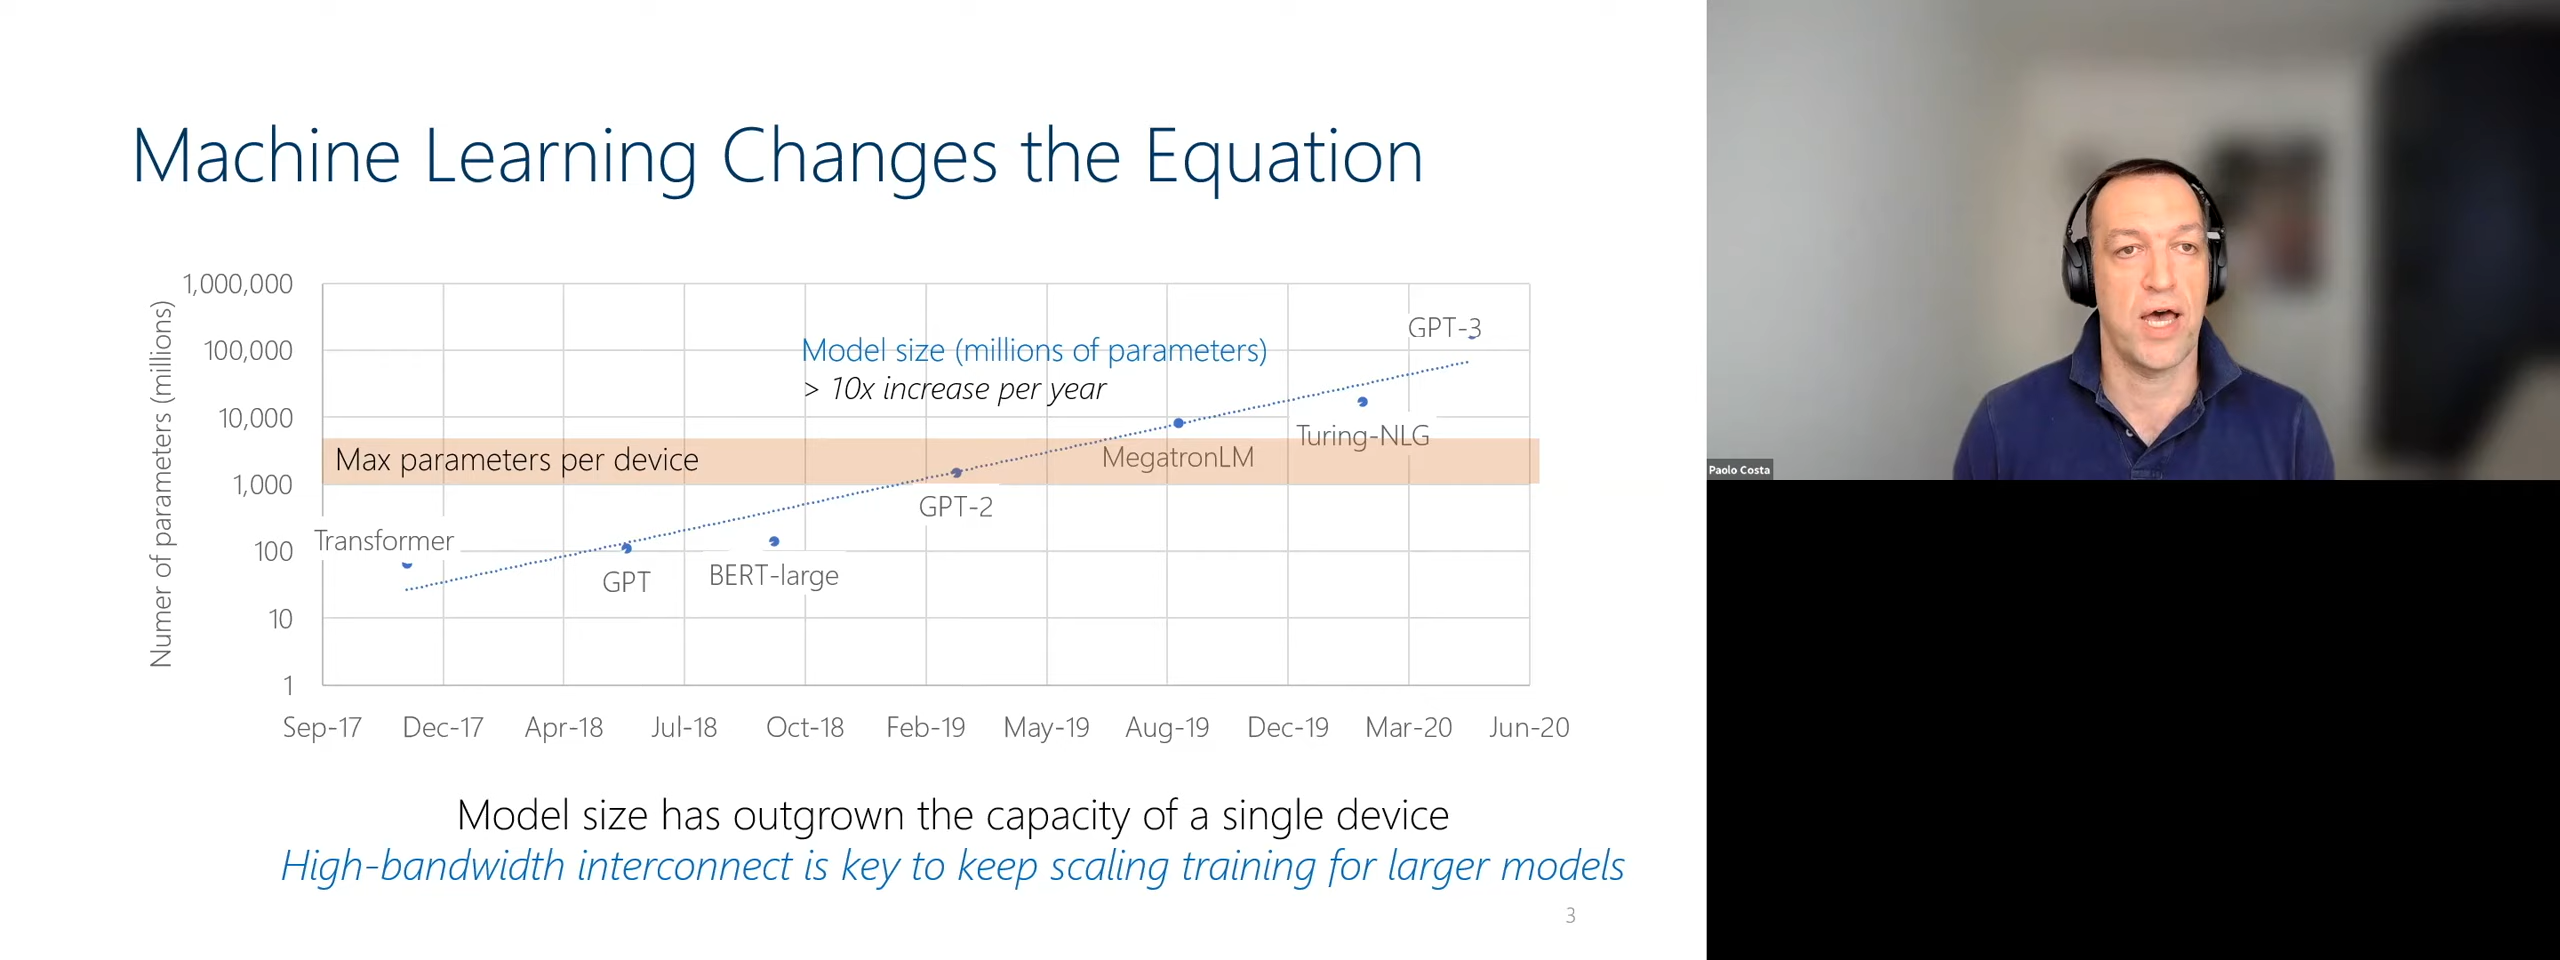 Machine Learning Changes the Equation
Numer of parameters (millions)
1,000,000
100,000
10,000
1,000
100
10
1
Model size (millions of parameters)
> 10x increase per year
Max parameters per device
Transformer
GPT
BERT-large
GPT-2
MegatronLM
Turing-NLG
GPT-3
Sep-17 Dec-17 Apr-18 Jul-18 Oct-18 Feb-19 May-19 Aug-19 Dec-19 Mar-20 Jun-20
Model size has outgrown the capacity of a single device
High-bandwidth interconnect is key to keep scaling training for larger models
3
Paolo Costa